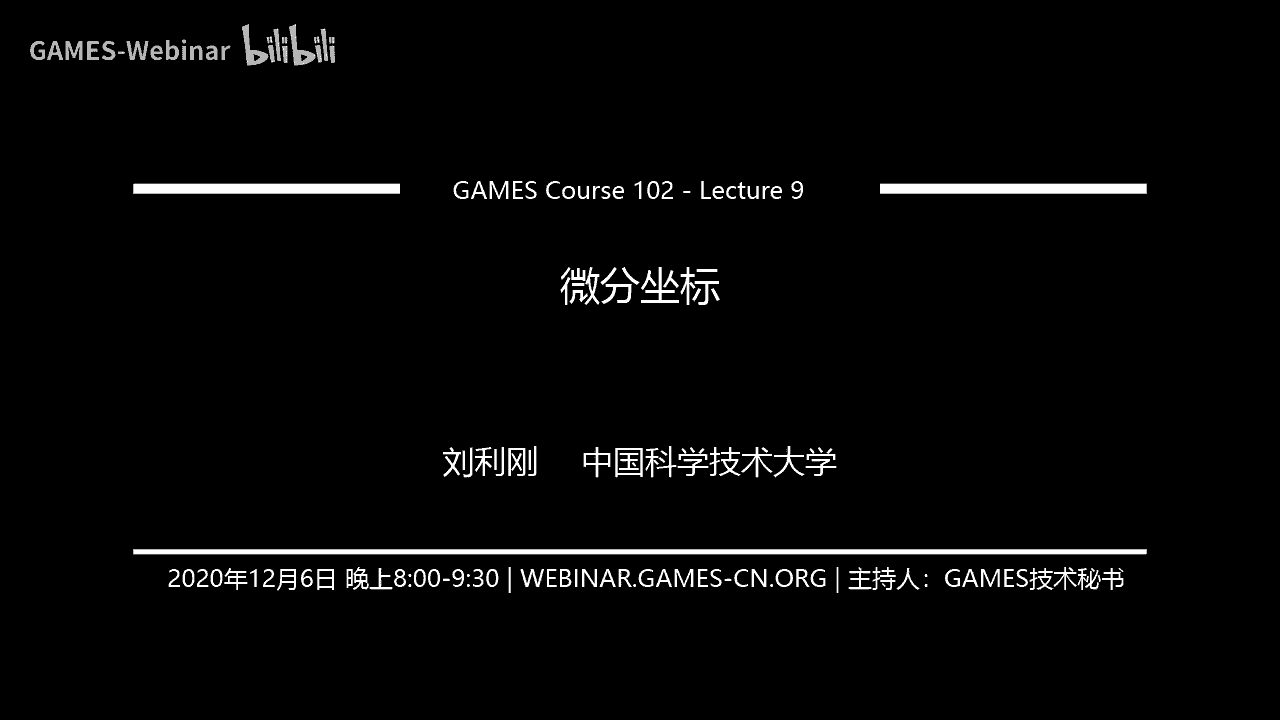 GAMES-Webinar bilibili
GAMES Course 102 - Lecture 9
微分坐标
刘利刚 中国科学技术大学
2020年12月6日 晚上8:00-9:30 | WEBINAR.GAMES-CN.ORG | 主持人：GAMES技术秘书